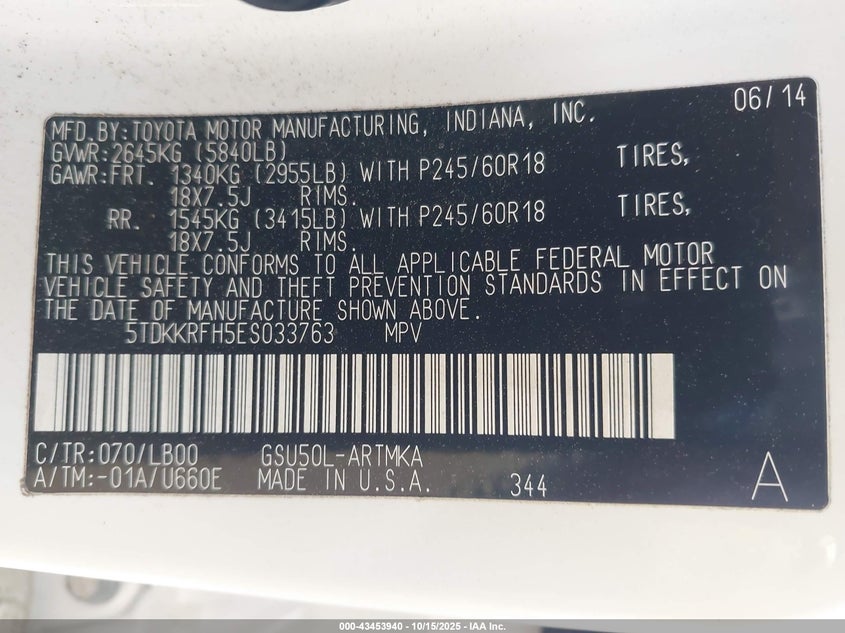 06/14
MFD.BY:TOYOTA MOTOR MANUFACTURING, INDIANA, INC.
GVWR:2645KG (5840LB)
GAWR:FRT. 1340KG (2955LB) WITH P245/60R18 TIRES,
18X7.5J RIMS.
RR. 1545KG (3415LB) WITH P245/60R18 TIRES,
18X7.5J RIMS.
THIS VEHICLE CONFORMS TO ALL APPLICABLE FEDERAL MOTOR
VEHICLE SAFETY AND THEFT PREVENTION STANDARDS IN EFFECT ON
THE DATE OF MANUFACTURE SHOWN ABOVE.
5TDKKRFH5ES033763 MPV
C/TR:070/LB00 GSU50L-ARTMKA
A/TM:-01A/U660E MADE IN U.S.A. 344 A
000-43453940 - 10/15/2025 - IAA Inc.